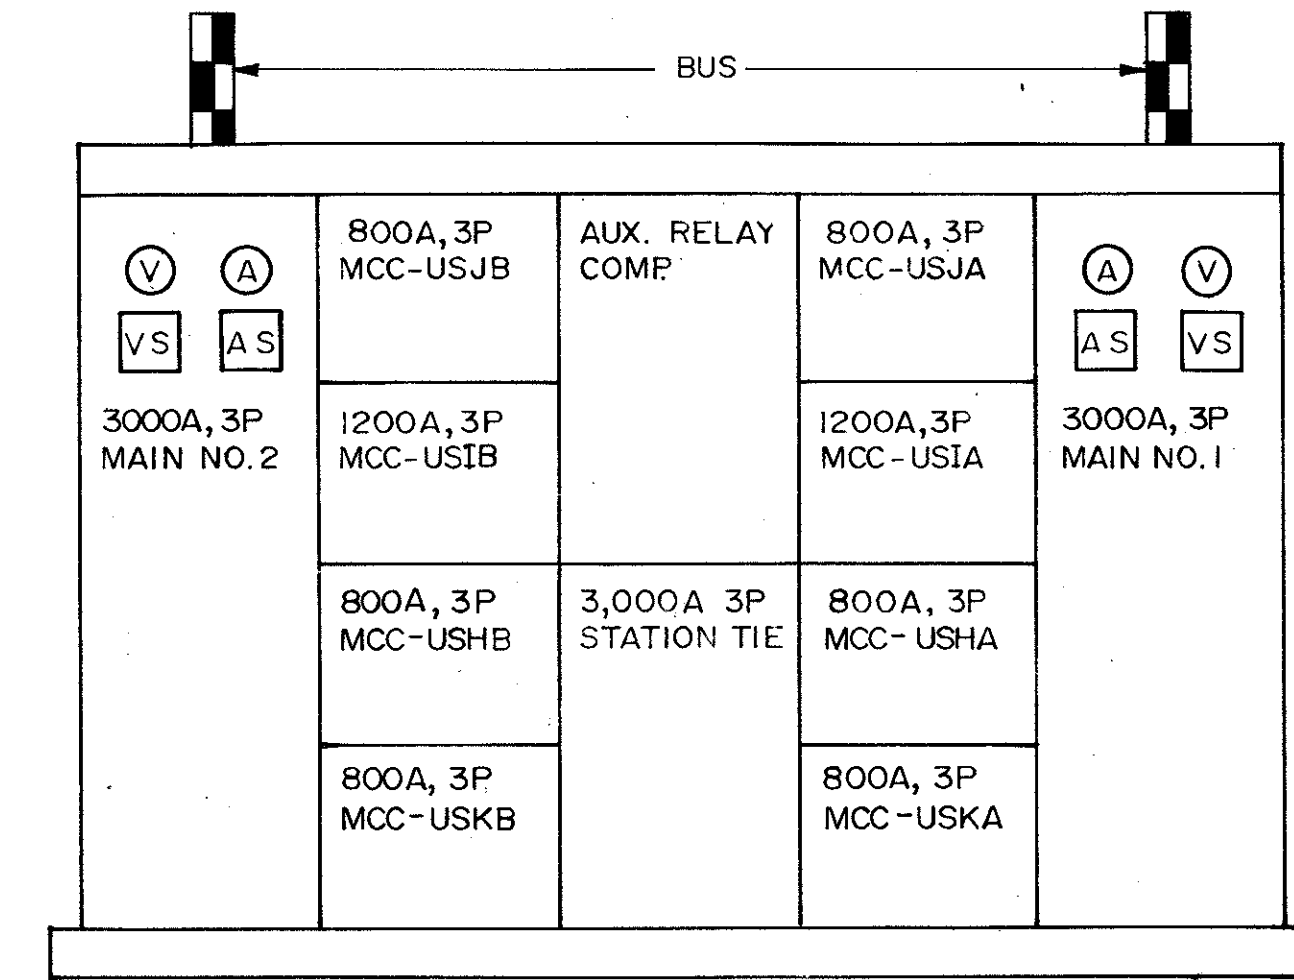 BUS
V A
VS AS
3000A, 3P
MAIN NO. 2
800A, 3P
MCC-USJB
1200A, 3P
MCC-USIB
800A, 3P
MCC-USHB
800A, 3P
MCC-USKB
AUX. RELAY
COMP.
3,000A 3P
STATION TIE
800A, 3P
MCC-USJA
1200A, 3P
MCC-USIA
800A, 3P
MCC-USHA
800A, 3P
MCC-USKA
A V
AS VS
3000A, 3P
MAIN NO. 1